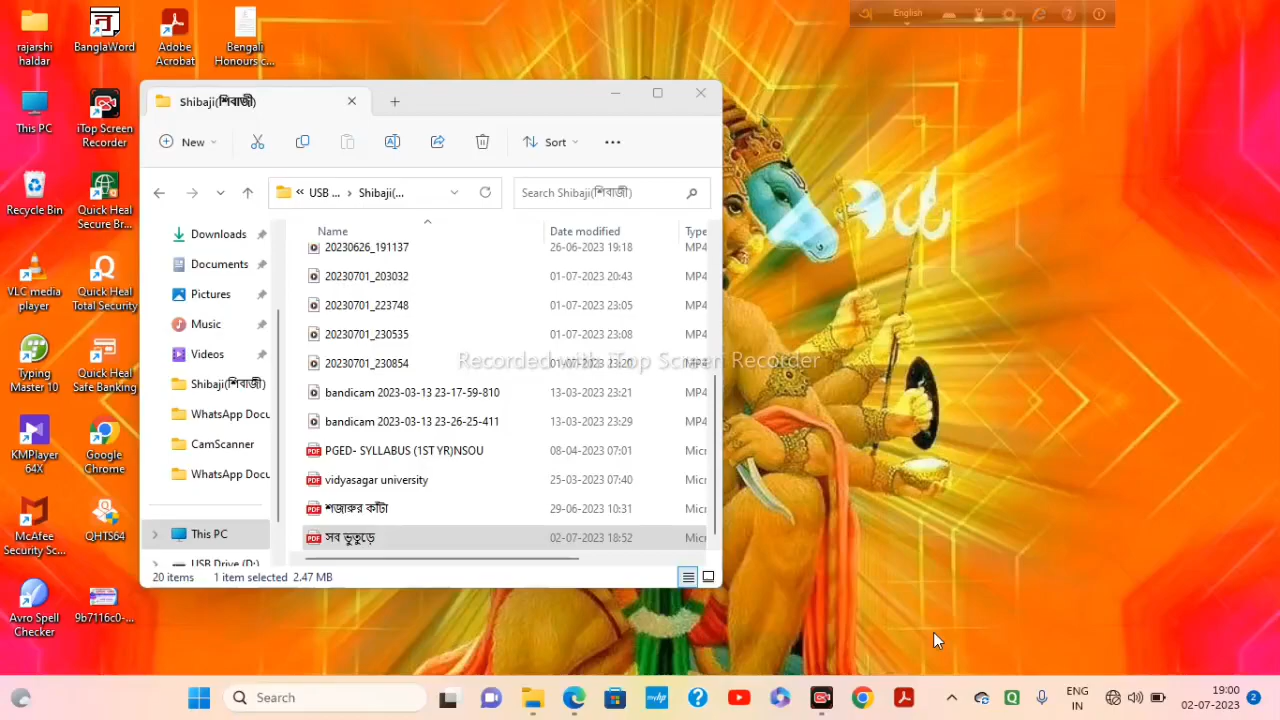 English
rajarshi haldar
BanglaWord
Adobe Acrobat
Bengali Honours c...
This PC
iTop Screen Recorder
Recycle Bin
Quick Heal Secure Br...
VLC media player
Quick Heal Total Security
Typing Master 10
Quick Heal Safe Banking
KMPlayer 64X
Google Chrome
McAfee Security Sc...
QHTS64
Avro Spell Checker
9b7116c0-...
Shibaji(শিবাজী)
New
Sort
« USB ... › Shibaji(...
Search Shibaji(শিবাজী)
Downloads
Documents
Pictures
Music
Videos
Shibaji(শিবাজী)
WhatsApp Docu
CamScanner
WhatsApp Docu
This PC
USB Drive (D:)
Name Date modified Type
20230626_191137 26-06-2023 19:18 MP4
20230701_203032 01-07-2023 20:43 MP4
20230701_223748 01-07-2023 23:05 MP4
20230701_230535 01-07-2023 23:08 MP4
20230701_230854 01-07-2023 23:20 MP4
bandicam 2023-03-13 23-17-59-810 13-03-2023 23:21 MP4
bandicam 2023-03-13 23-26-25-411 13-03-2023 23:29 MP4
PGED- SYLLABUS (1ST YR)NSOU 08-04-2023 07:01 Micr
vidyasagar university 25-03-2023 07:40 Micr
শজারুর কাঁটা 29-06-2023 10:31 Micr
সব ভুতুড়ে 02-07-2023 18:52 Micr
20 items 1 item selected 2.47 MB
Recorded with iTop Screen Recorder
Search
ENG IN
19:00
02-07-2023
2